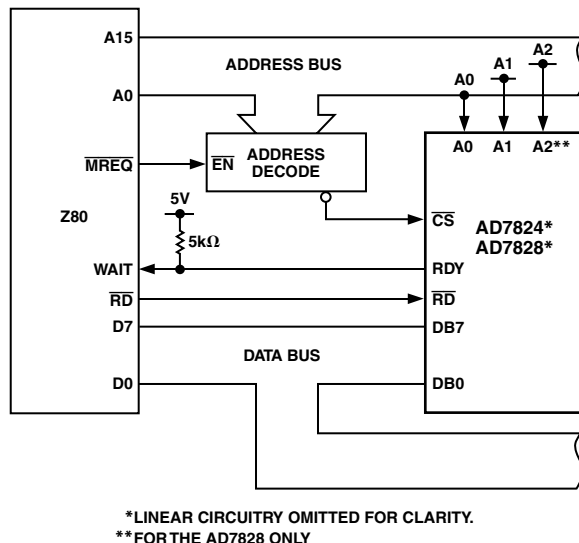 A15
ADDRESS BUS
A0
A0
A1
A2
A0 A1 A2**
MREQ
EN
ADDRESS
DECODE
Z80
5V
5kΩ
CS
AD7824*
AD7828*
WAIT
RDY
RD
RD
D7
DB7
DATA BUS
D0
DB0
*LINEAR CIRCUITRY OMITTED FOR CLARITY.
**FOR THE AD7828 ONLY